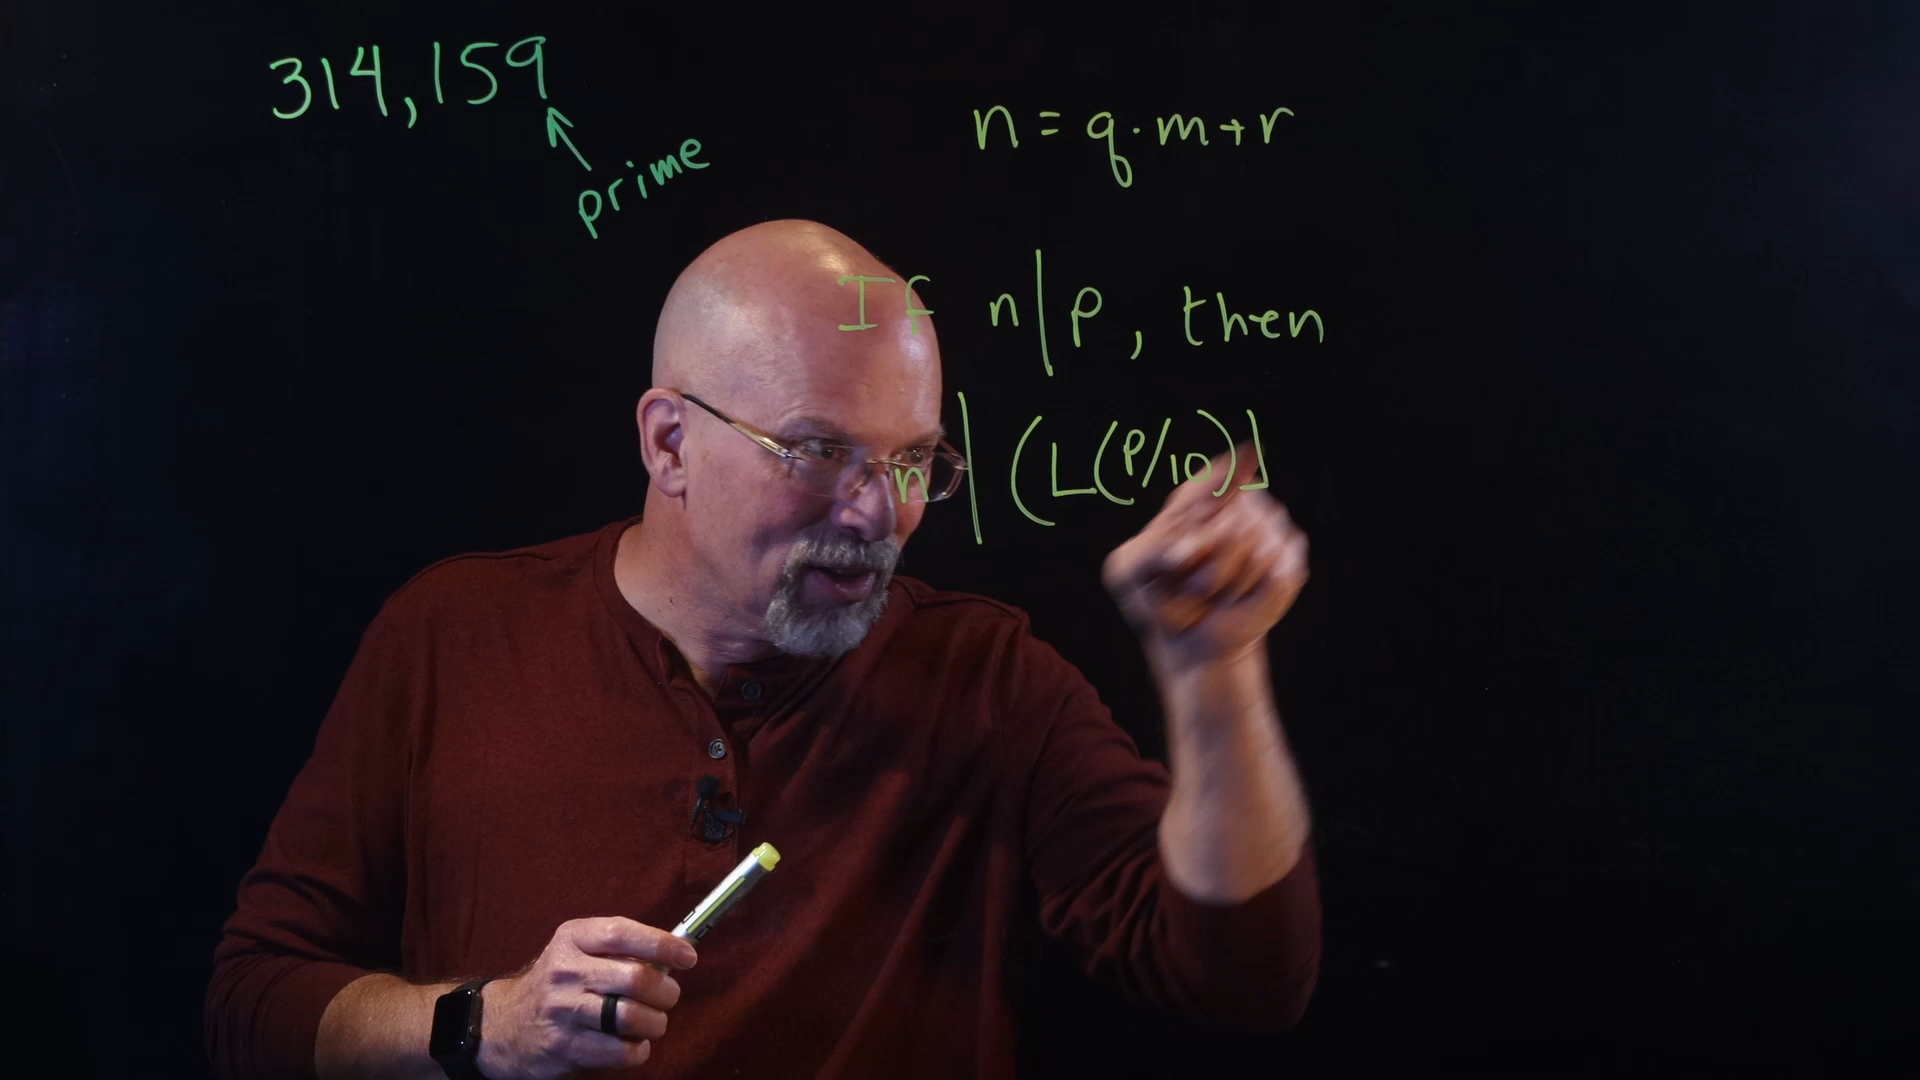 314,159
prime
n = q·m+r
If n|p, then
n | (⌊(p/10)⌋